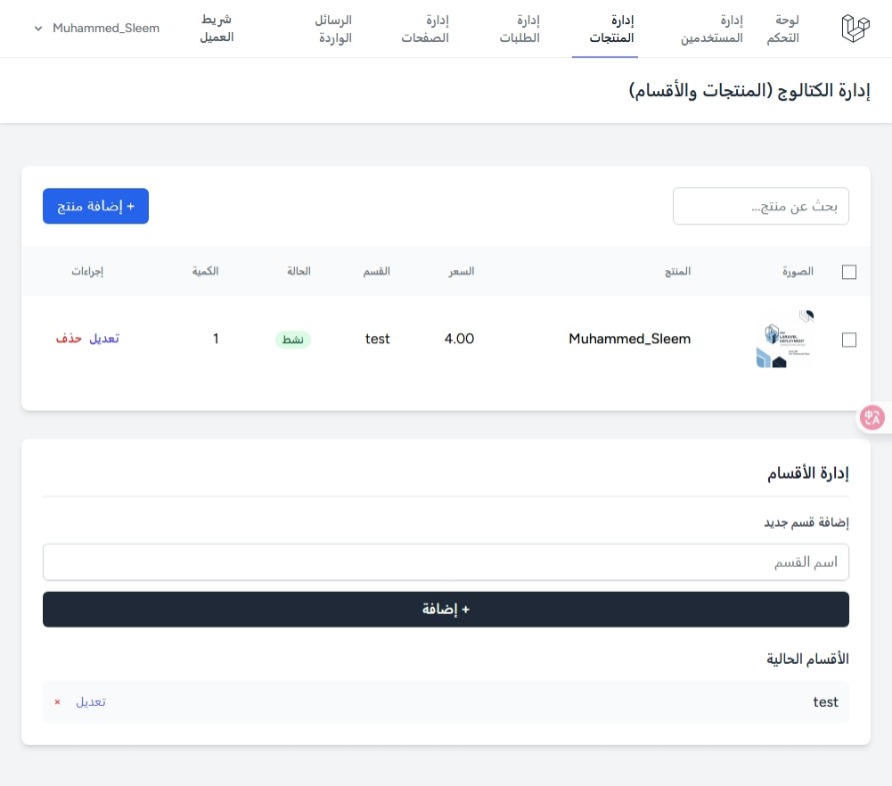 لوحة التحكم
إدارة المستخدمين
إدارة المنتجات
إدارة الطلبات
إدارة الصفحات
الرسائل الواردة
شريط العميل
Muhammed_Sleem
إدارة الكتالوج (المنتجات والأقسام)
بحث عن منتج...
+ إضافة منتج
الصورة المنتج السعر القسم الحالة الكمية إجراءات
LARAVEL
DEPLOYMENT
Muhammed_Sleem 4.00 test نشط 1 تعديل حذف
إدارة الأقسام
إضافة قسم جديد
اسم القسم
+ إضافة
الأقسام الحالية
test تعديل ×